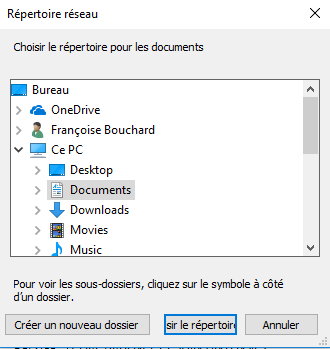 Répertoire réseau
Choisir le répertoire pour les documents
Bureau
OneDrive
Françoise Bouchard
Ce PC
Desktop
Documents
Downloads
Movies
Music
Pour voir les sous-dossiers, cliquez sur le symbole à côté
d'un dossier.
Créer un nouveau dossier
sir le répertoire
Annuler